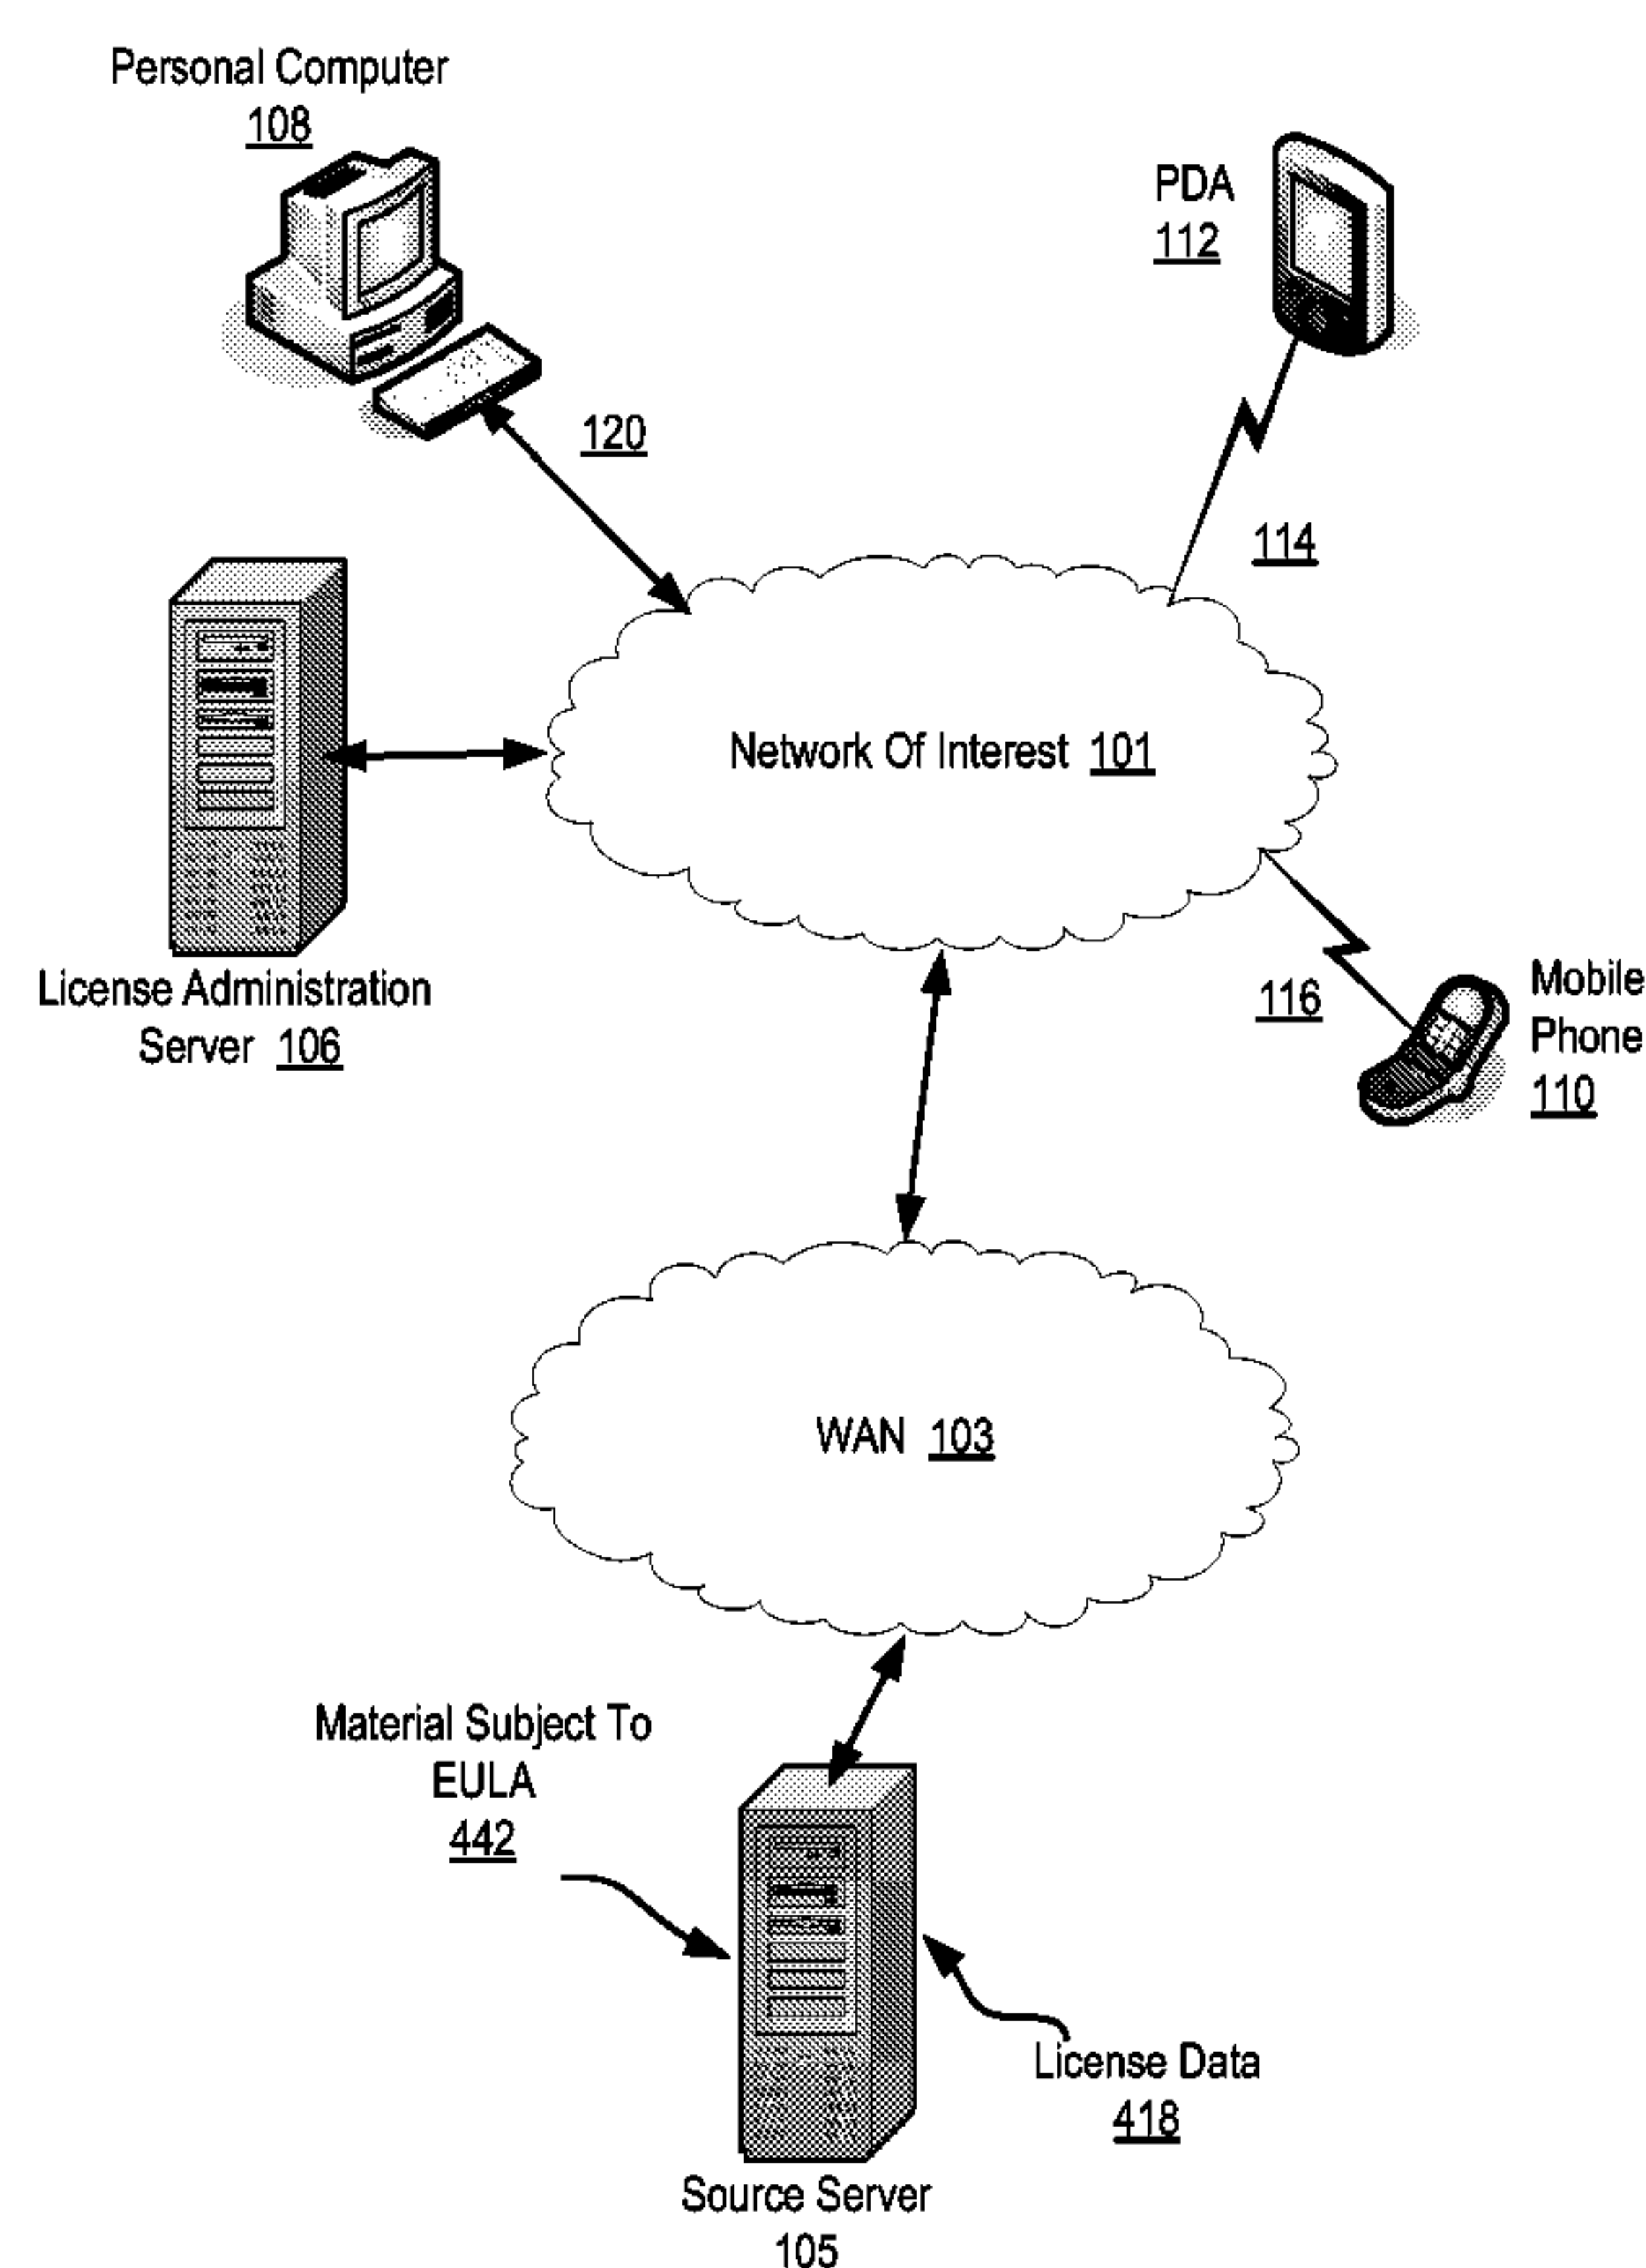 Personal Computer
108
PDA
112
120
114
Network Of Interest 101
License Administration
Server 106
116
Mobile
Phone
110
WAN 103
Material Subject To
EULA
442
License Data
418
Source Server
105